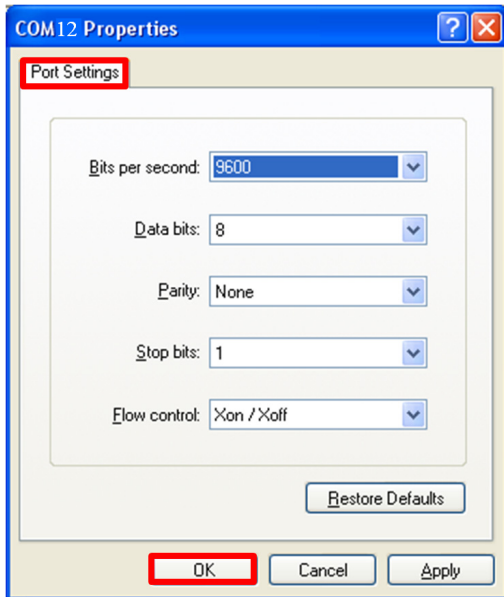 COM12 Properties
Port Settings
Bits per second: 9600
Data bits: 8
Parity: None
Stop bits: 1
Flow control: Xon / Xoff
Restore Defaults
OK Cancel Apply